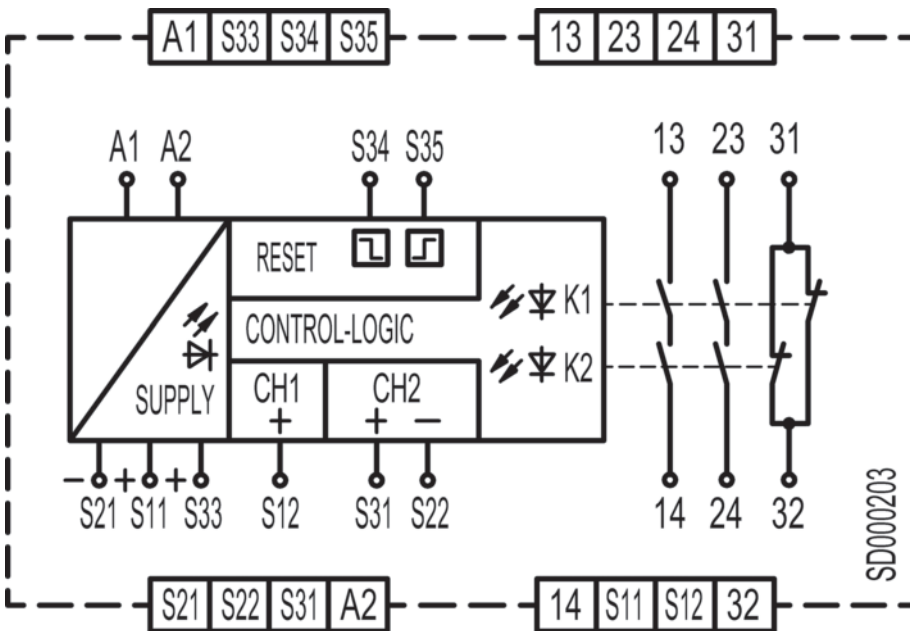 A1 S33 S34 S35 13 23 24 31
A1 A2 S34 S35 13 23 31
RESET
K1
CONTROL-LOGIC
K2
SUPPLY CH1 CH2
+ + −
− + +
S21 S11 S33 S12 S31 S22 14 24 32
SD000203
S21 S22 S31 A2 14 S11 S12 32